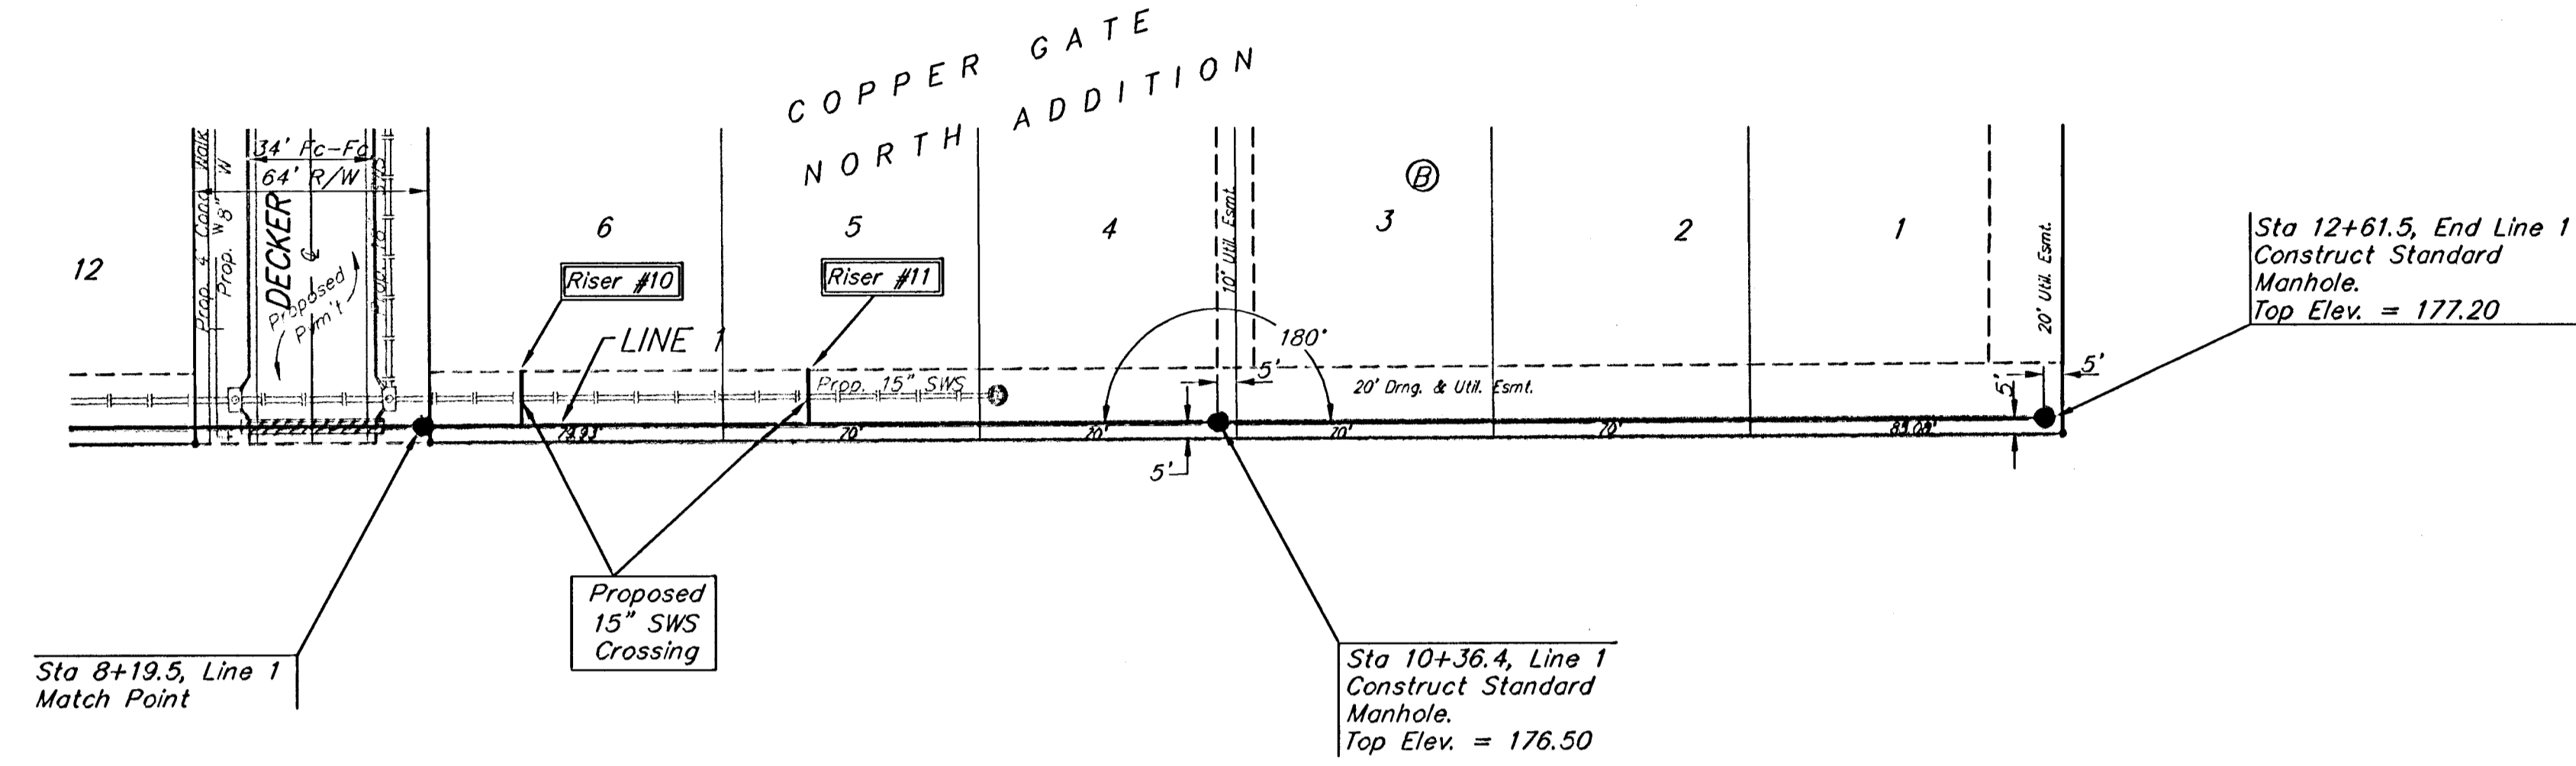 COPPER GATE
NORTH ADDITION
34' Fc-Fc
64' R/W
Prop. 4' Conc Walk
Prop. W 8" W
DECKER
Proposed
Pvm't
12
6
5
4
3
B
2
1
Riser #10
Riser #11
LINE 1
Prop. 15" SWS
10' Util. Esmt.
180°
5'
20' Drng. & Util. Esmt.
20' Util. Esmt.
5'
5'
79.93'
70'
70'
70'
70'
5'
Sta 12+61.5, End Line 1
Construct Standard
Manhole.
Top Elev. = 177.20
Proposed
15" SWS
Crossing
Sta 8+19.5, Line 1
Match Point
Sta 10+36.4, Line 1
Construct Standard
Manhole.
Top Elev. = 176.50